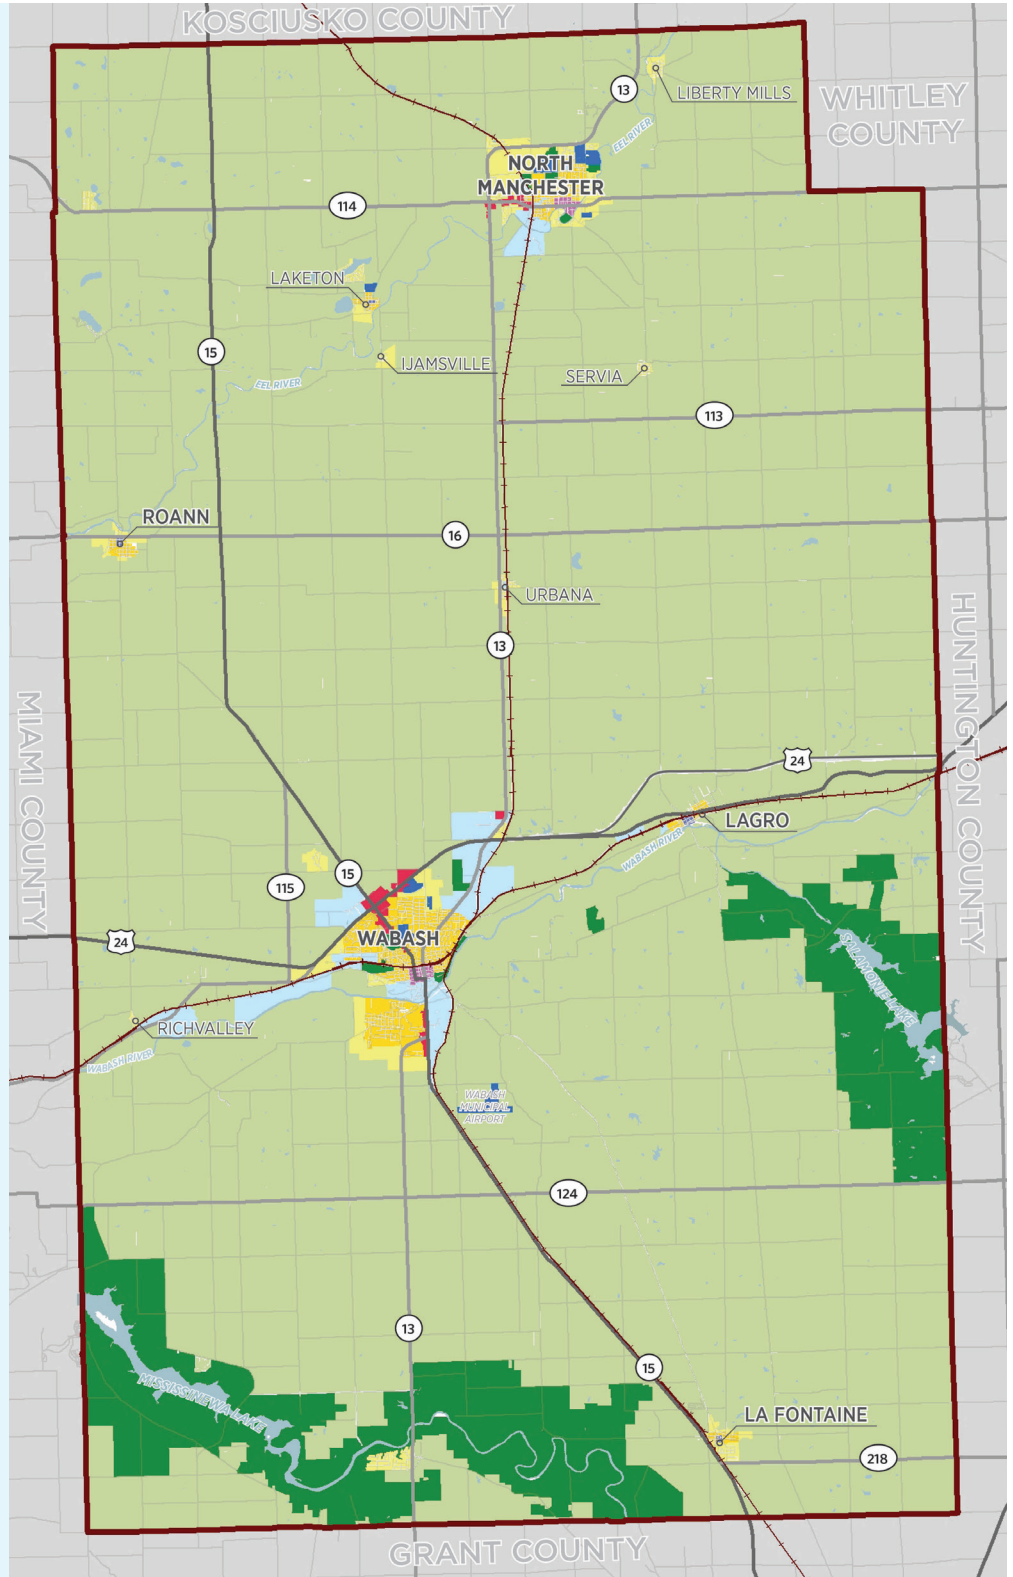 KOSCIUSKO COUNTY
LIBERTY MILLS
13
WHITLEY
COUNTY
EEL RIVER
NORTH
MANCHESTER
114
LAKETON
15
IJAMSVILLE
SERVIA
EEL RIVER
113
ROANN
16
URBANA
13
HUNTINGTON COUNTY
MIAMI COUNTY
24
LAGRO
WABASH RIVER
15
115
WABASH
24
SALAMONIE LAKE
RICHVALLEY
WABASH RIVER
WABASH
MUNICIPAL
AIRPORT
124
13
15
MISSISSINEWA LAKE
LA FONTAINE
218
GRANT COUNTY